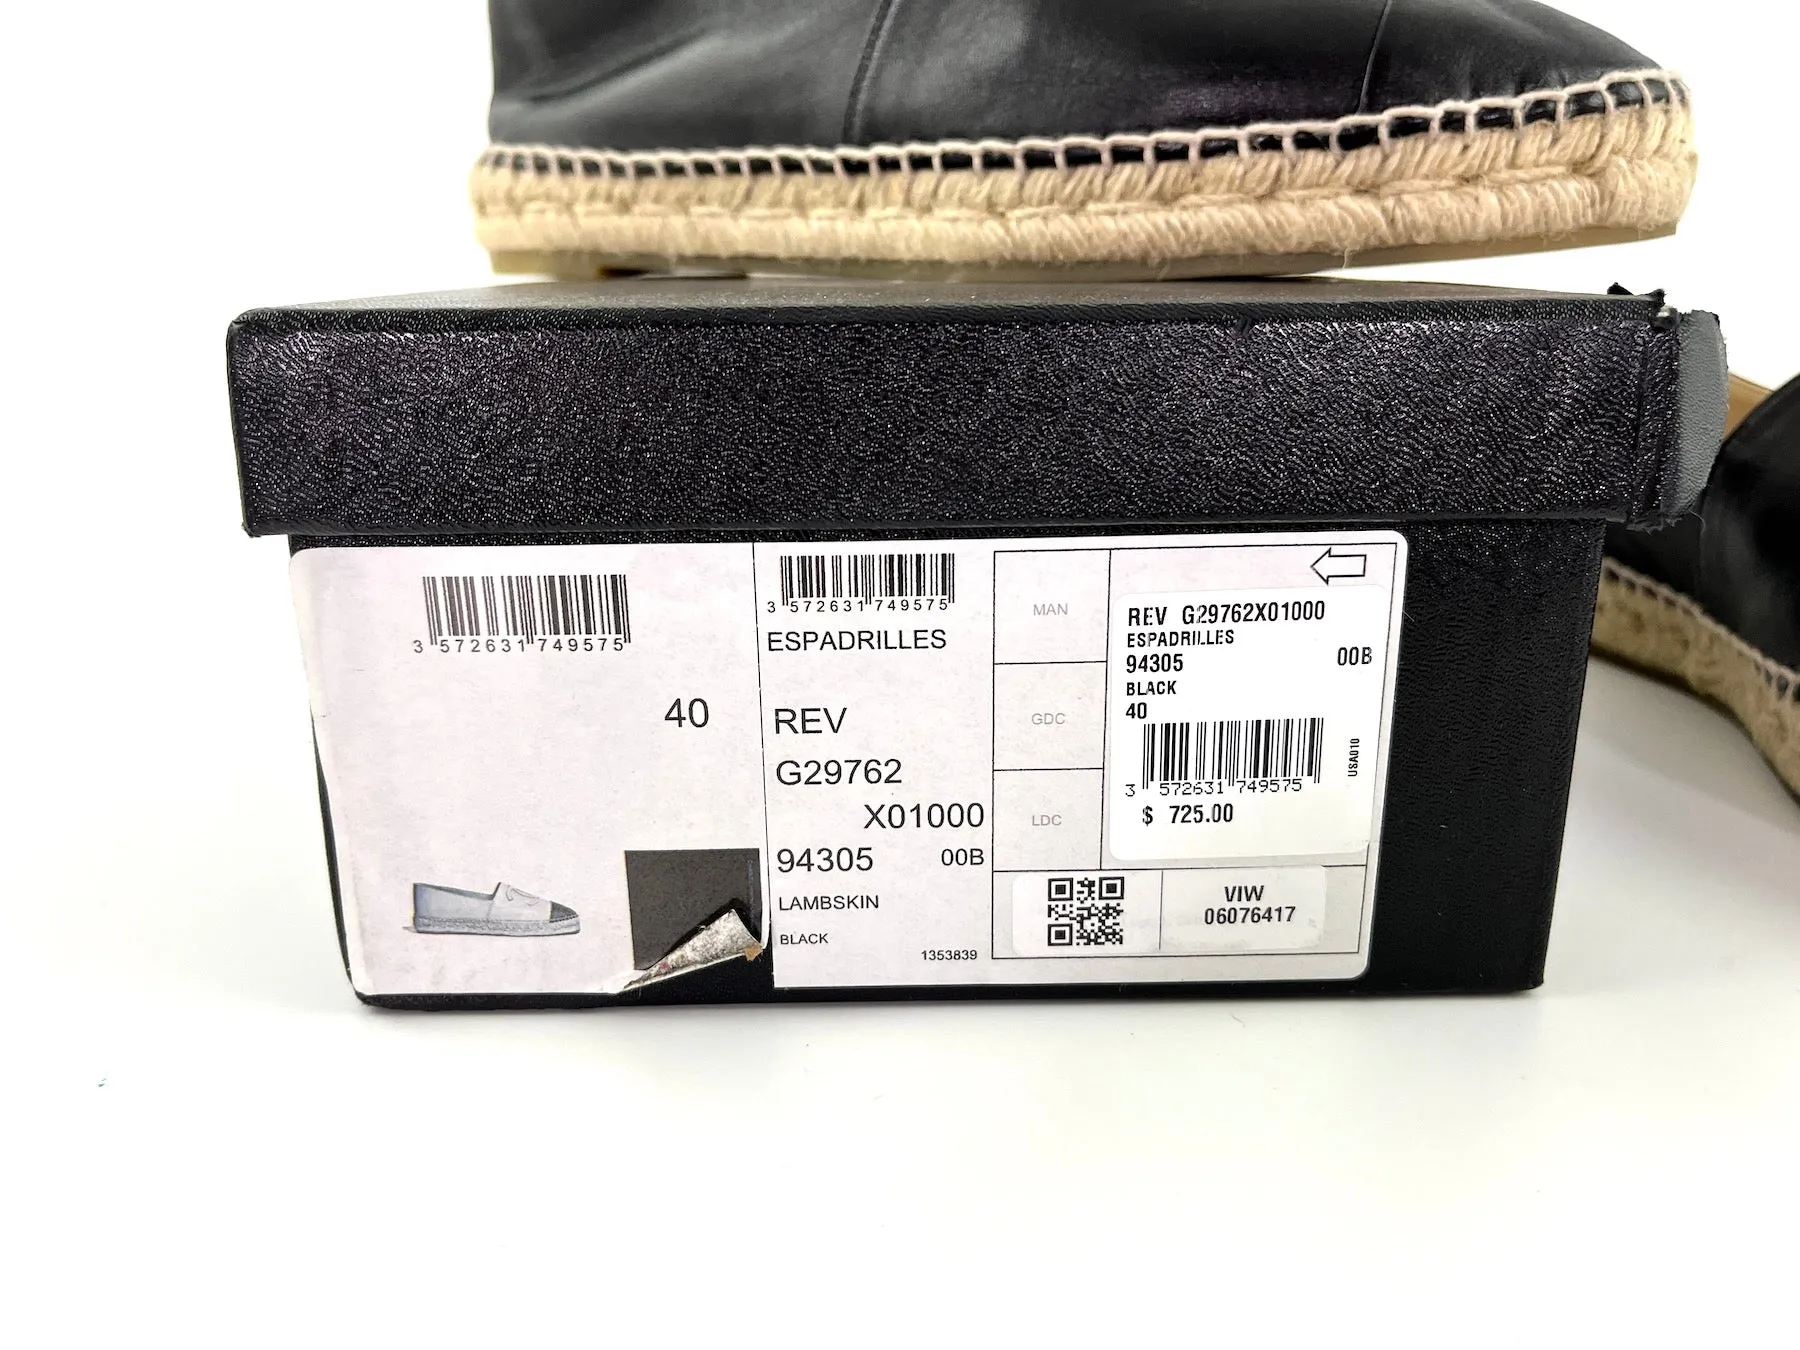 3 572631 749575
40
3 572631 749575
ESPADRILLES
REV
G29762
X01000
94305 00B
LAMBSKIN
BLACK
1353839
MAN
GDC
LDC
REV G29762X01000
ESPADRILLES
94305 00B
BLACK
40
3 572631 749575
USA010
$ 725.00
VIW
06076417